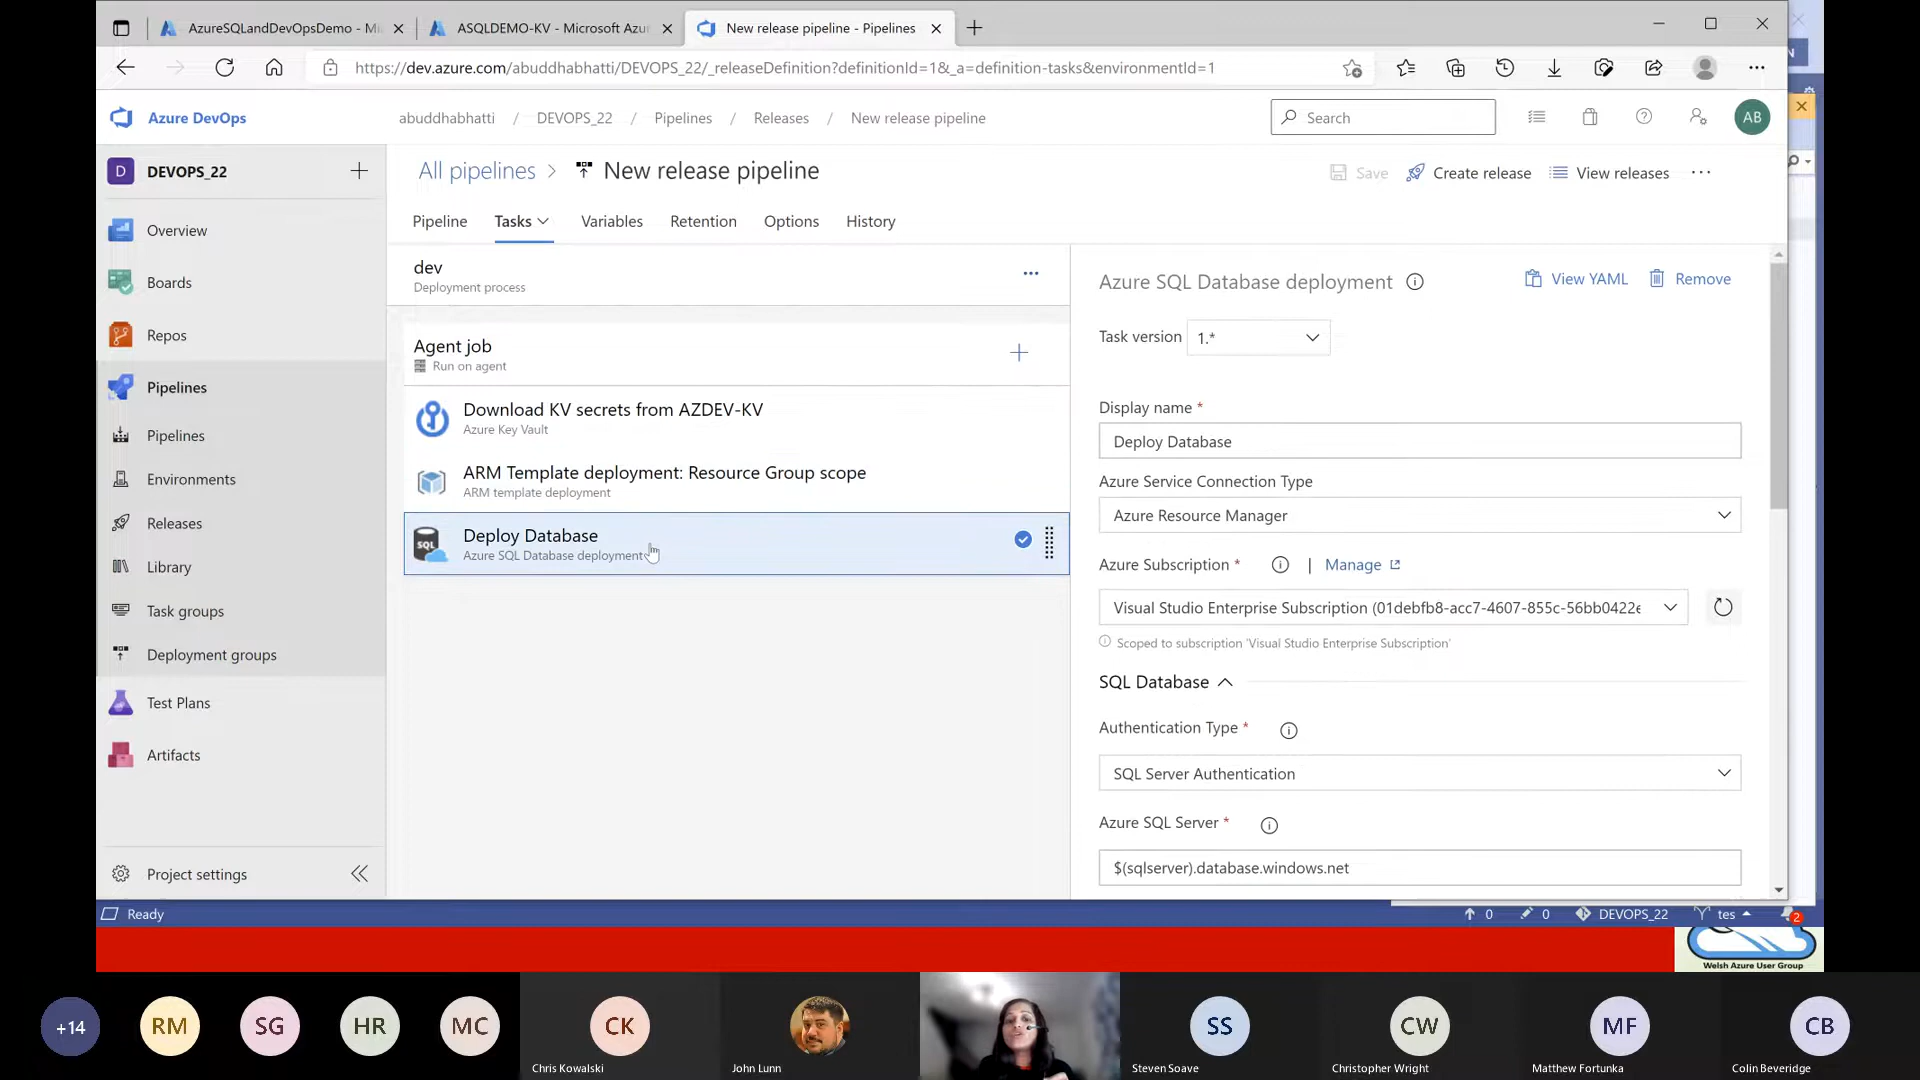 AzureSQLandDevOpsDemo - Mi
ASQLDEMO-KV - Microsoft Azu
New release pipeline - Pipelines
https://dev.azure.com/abuddhabhatti/DEVOPS_22/_releaseDefinition?definitionId=1&_a=definition-tasks&environmentId=1
Azure DevOps
abuddhabhatti / DEVOPS_22 / Pipelines / Releases / New release pipeline
Search
AB
D DEVOPS_22
Overview
Boards
Repos
Pipelines
Pipelines
Environments
Releases
Library
Task groups
Deployment groups
Test Plans
Artifacts
Project settings
All pipelines > New release pipeline
Save
Create release
View releases
Pipeline
Tasks
Variables
Retention
Options
History
dev
Deployment process
Agent job
Run on agent
Download KV secrets from AZDEV-KV
Azure Key Vault
ARM Template deployment: Resource Group scope
ARM template deployment
SQL
Deploy Database
Azure SQL Database deployment
Azure SQL Database deployment
View YAML
Remove
Task version 1.*
Display name *
Deploy Database
Azure Service Connection Type
Azure Resource Manager
Azure Subscription * | Manage
Visual Studio Enterprise Subscription (01debfb8-acc7-4607-855c-56bb0422e
Scoped to subscription 'Visual Studio Enterprise Subscription'
SQL Database
Authentication Type *
SQL Server Authentication
Azure SQL Server *
$(sqlserver).database.windows.net
Ready
0
0
DEVOPS_22
tes
2
Welsh Azure User Group
+14
RM
SG
HR
MC
CK
Chris Kowalski
John Lunn
SS
Steven Soave
CW
Christopher Wright
MF
Matthew Fortunka
CB
Colin Beveridge